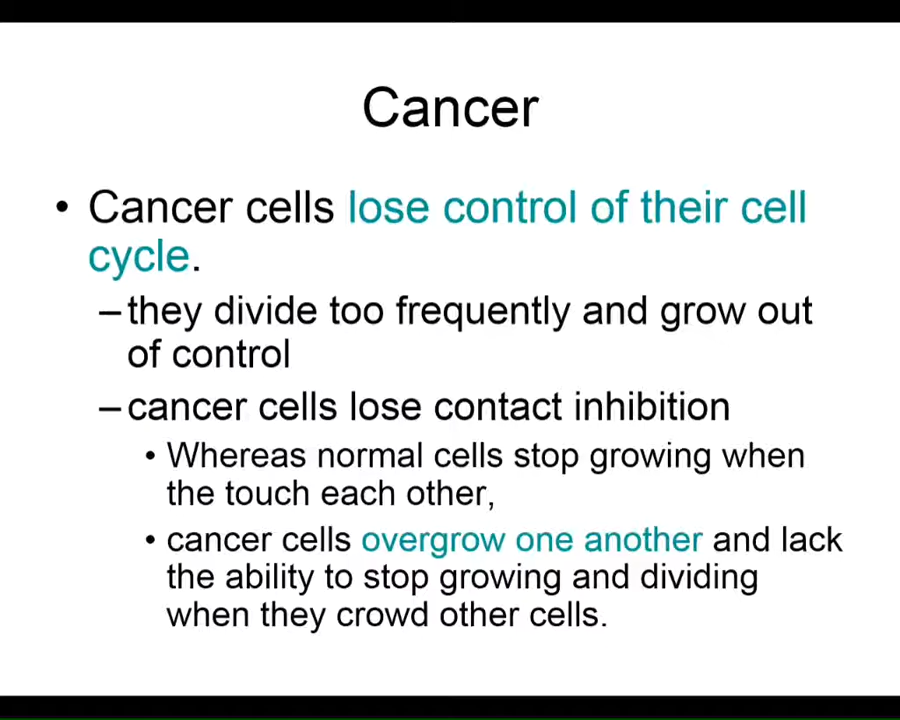 Cancer
• Cancer cells lose control of their cell
cycle.
– they divide too frequently and grow out
of control
– cancer cells lose contact inhibition
• Whereas normal cells stop growing when
the touch each other,
• cancer cells overgrow one another and lack
the ability to stop growing and dividing
when they crowd other cells.